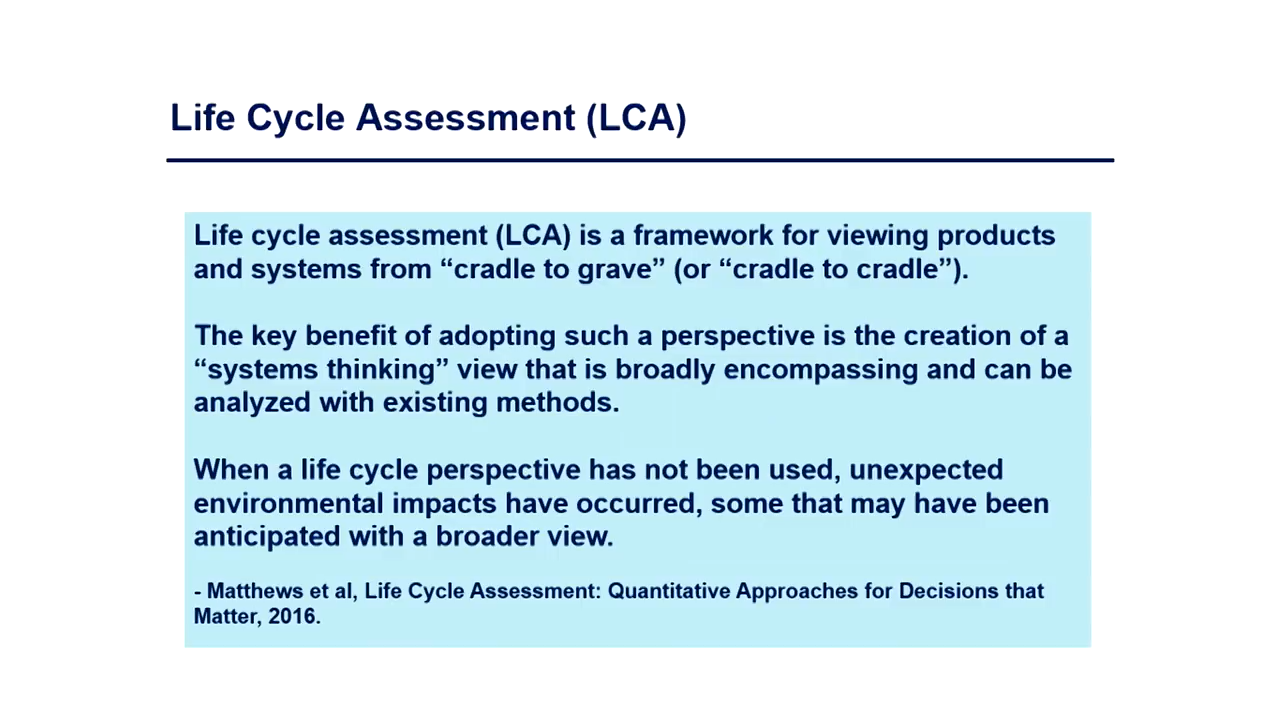 Life Cycle Assessment (LCA)
Life cycle assessment (LCA) is a framework for viewing products
and systems from “cradle to grave” (or “cradle to cradle”).
The key benefit of adopting such a perspective is the creation of a
“systems thinking” view that is broadly encompassing and can be
analyzed with existing methods.
When a life cycle perspective has not been used, unexpected
environmental impacts have occurred, some that may have been
anticipated with a broader view.
- Matthews et al, Life Cycle Assessment: Quantitative Approaches for Decisions that
Matter, 2016.